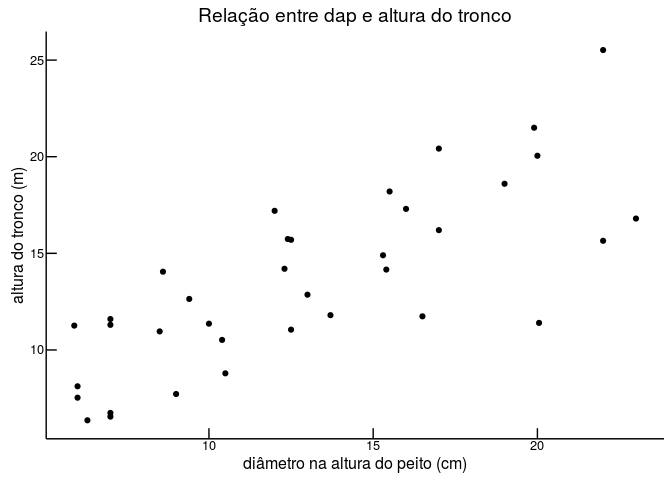 Relação entre dap e altura do tronco
altura do tronco (m)
25
20
15
10
10
15
20
diâmetro na altura do peito (cm)